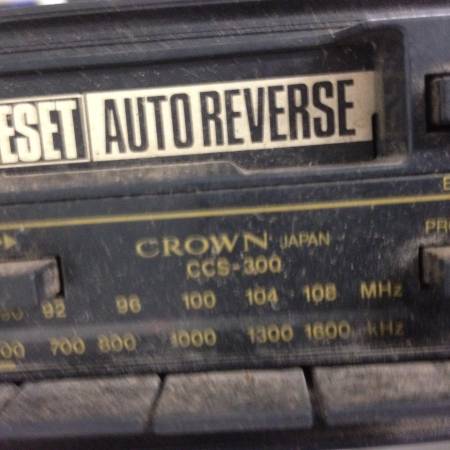 ESET AUTO REVERSE
CROWN JAPAN
CCS-300
92 96 100 104 108 MHz
700 800 1000 1300 1600 kHz